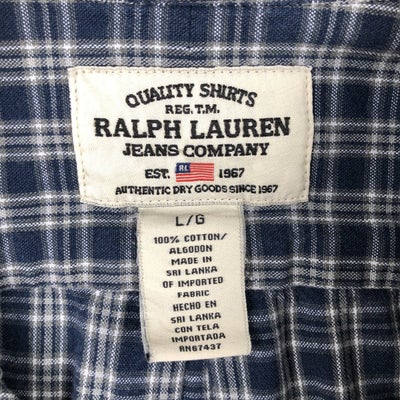 QUALITY SHIRTS
REG. T.M.
RALPH LAUREN
JEANS COMPANY
EST. RL 1967
AUTHENTIC DRY GOODS SINCE 1967
L/G
100% COTTON/
ALGODON
MADE IN
SRI LANKA
OF IMPORTED
FABRIC
HECHO EN
SRI LANKA
CON TELA
IMPORTADA
RN67437